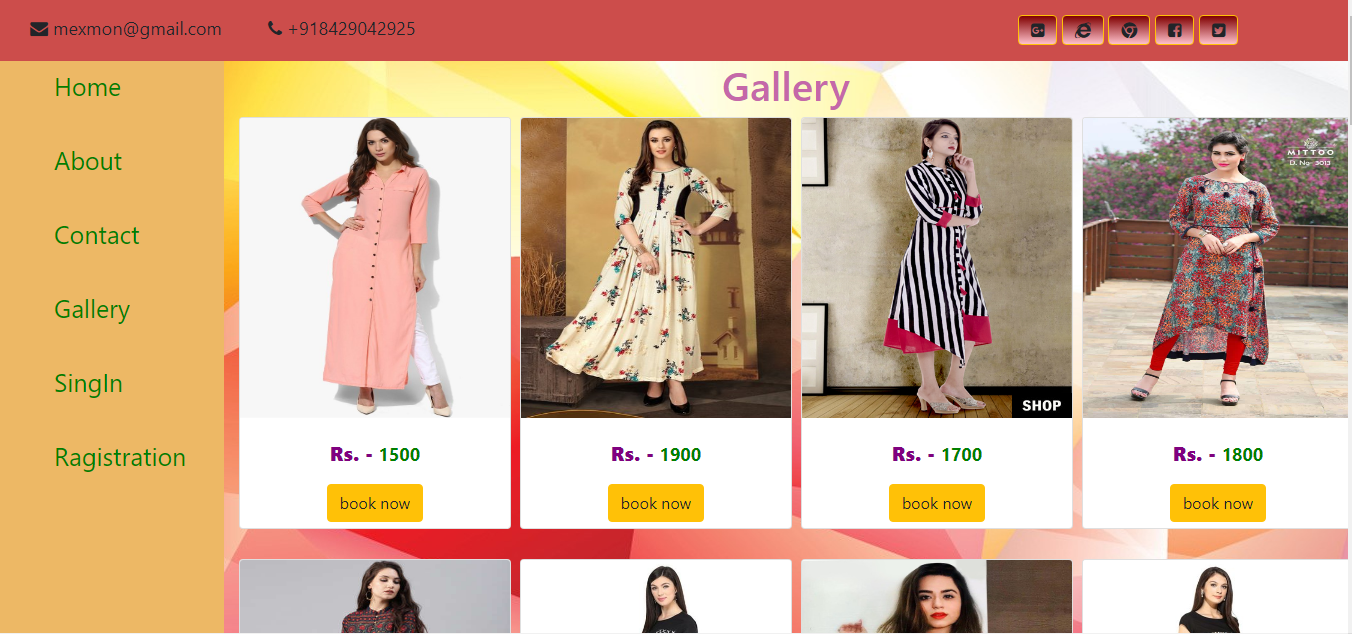 mexmon@gmail.com +918429042925
Home
About
Contact
Gallery
SingIn
Ragistration
Gallery
MITTOO
D. No- 3013
SHOP
Rs. - 1500
book now
Rs. - 1900
book now
Rs. - 1700
book now
Rs. - 1800
book now